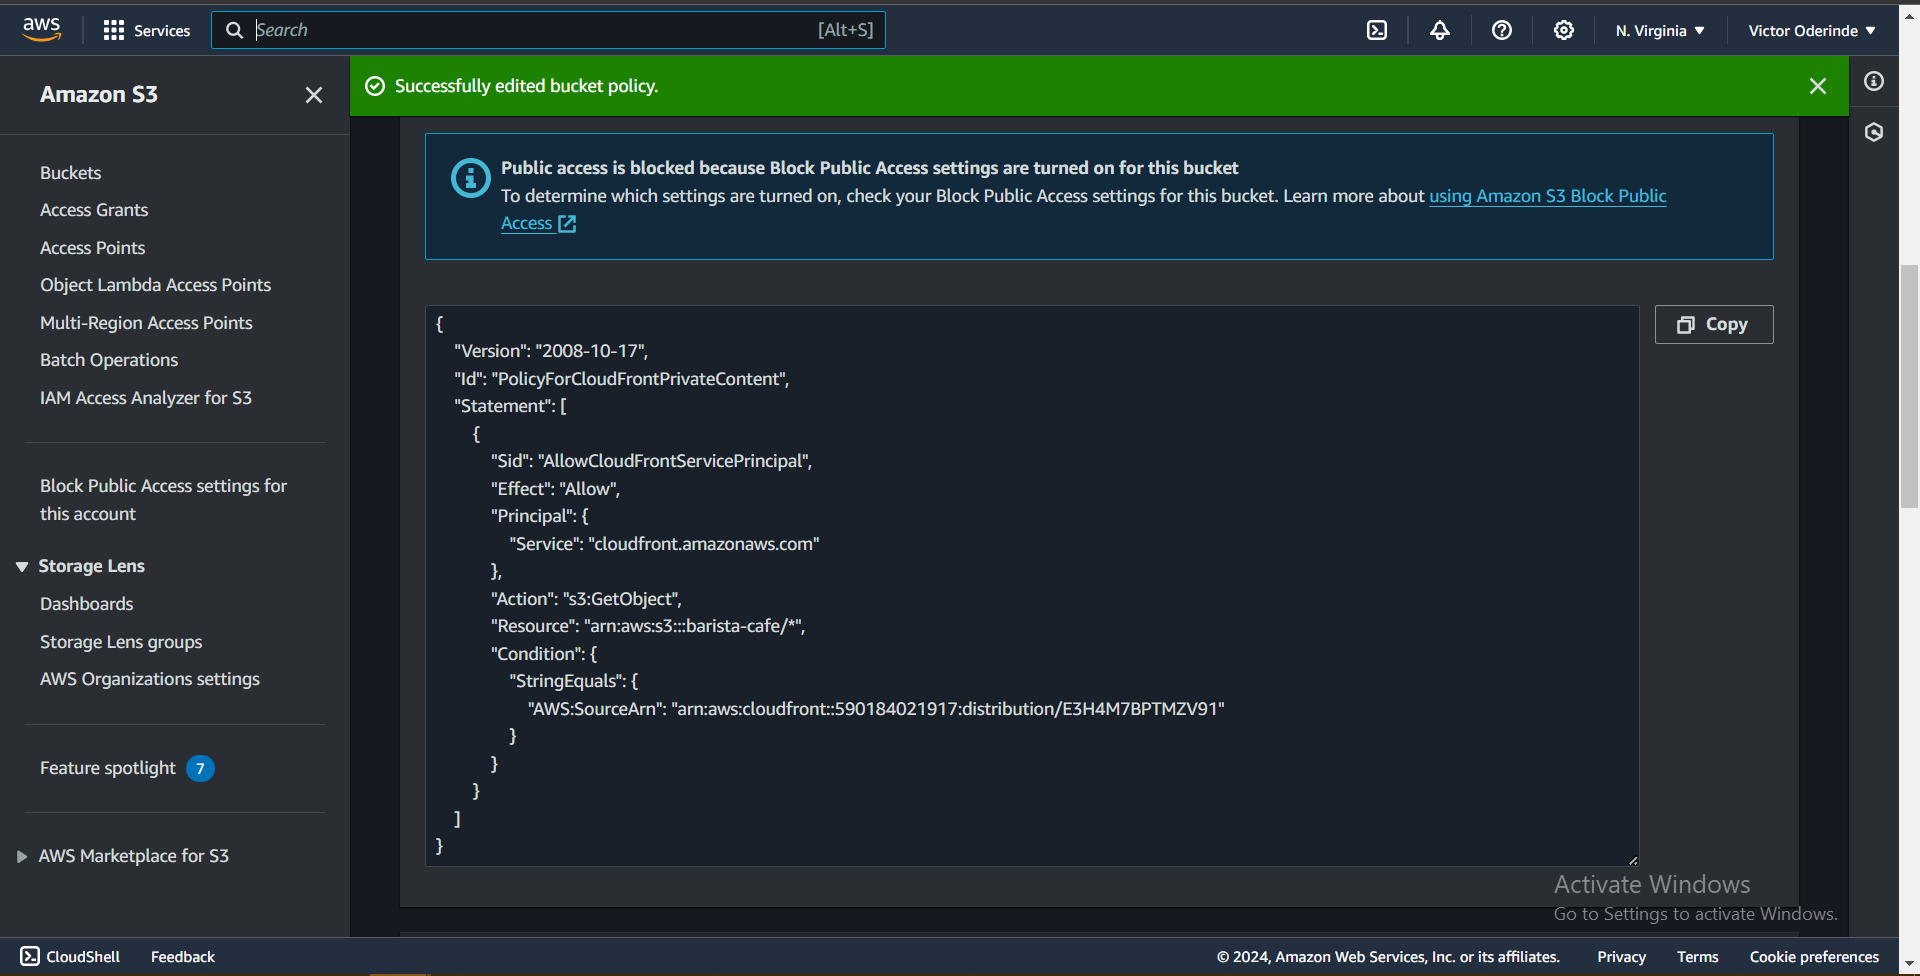 aws
Services
Search
[Alt+S]
N. Virginia
Victor Oderinde
Amazon S3
Buckets
Access Grants
Access Points
Object Lambda Access Points
Multi-Region Access Points
Batch Operations
IAM Access Analyzer for S3
Block Public Access settings for
this account
Storage Lens
Dashboards
Storage Lens groups
AWS Organizations settings
Feature spotlight 7
AWS Marketplace for S3
Successfully edited bucket policy.
Public access is blocked because Block Public Access settings are turned on for this bucket
To determine which settings are turned on, check your Block Public Access settings for this bucket. Learn more about using Amazon S3 Block Public
Access
Copy
{
"Version": "2008-10-17",
"Id": "PolicyForCloudFrontPrivateContent",
"Statement": [
{
"Sid": "AllowCloudFrontServicePrincipal",
"Effect": "Allow",
"Principal": {
"Service": "cloudfront.amazonaws.com"
},
"Action": "s3:GetObject",
"Resource": "arn:aws:s3:::barista-cafe/*",
"Condition": {
"StringEquals": {
"AWS:SourceArn": "arn:aws:cloudfront::590184021917:distribution/E3H4M7BPTMZV91"
}
}
}
]
}
Activate Windows
Go to Settings to activate Windows.
CloudShell
Feedback
© 2024, Amazon Web Services, Inc. or its affiliates.
Privacy
Terms
Cookie preferences